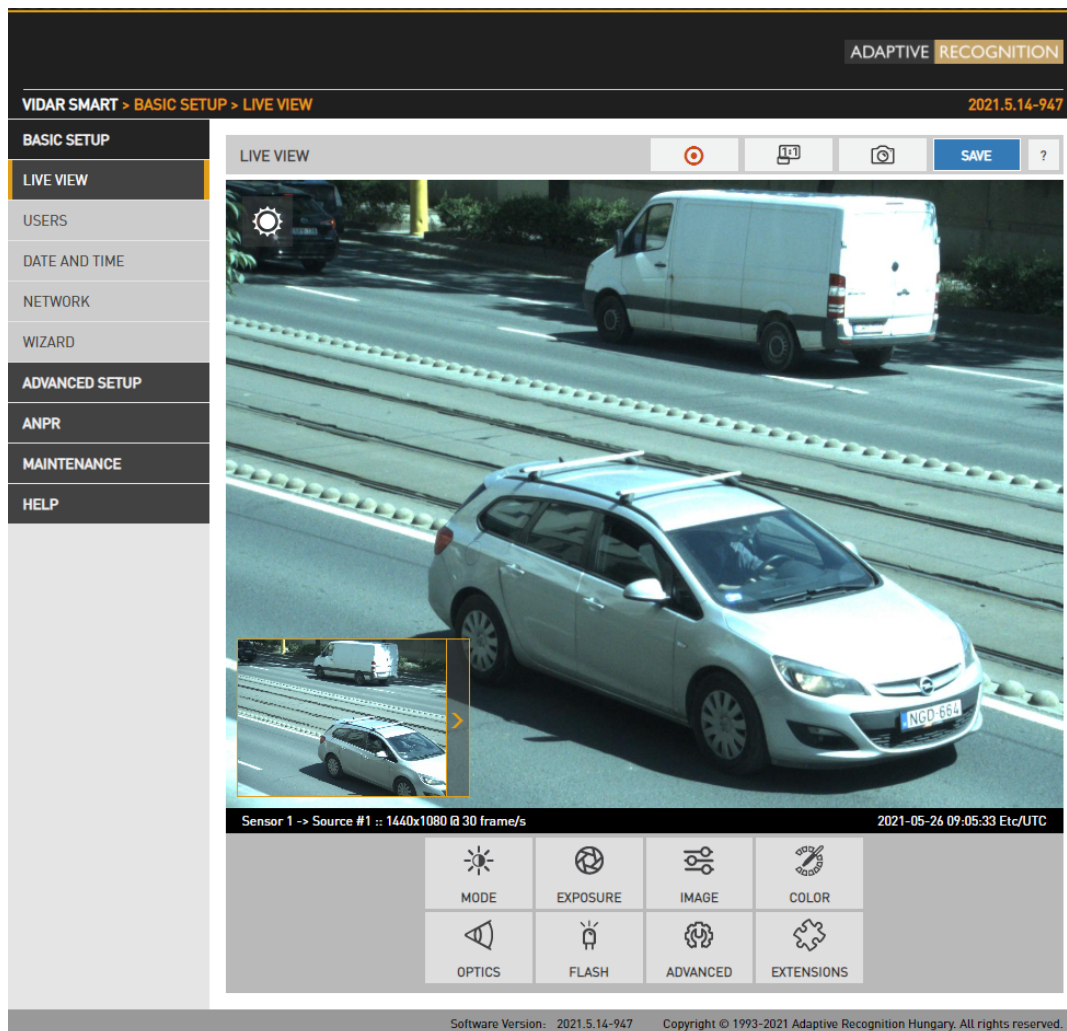 ADAPTIVE RECOGNITION
VIDAR SMART > BASIC SETUP > LIVE VIEW
2021.5.14-947
BASIC SETUP
LIVE VIEW
USERS
DATE AND TIME
NETWORK
WIZARD
ADVANCED SETUP
ANPR
MAINTENANCE
HELP
LIVE VIEW
1:1
SAVE
?
NGD-664
Sensor 1 -> Source #1 :: 1440x1080 @ 30 frame/s
2021-05-26 09:05:33 Etc/UTC
MODE
EXPOSURE
IMAGE
COLOR
OPTICS
FLASH
ADVANCED
EXTENSIONS
Software Version: 2021.5.14-947
Copyright © 1993-2021 Adaptive Recognition Hungary. All rights reserved.